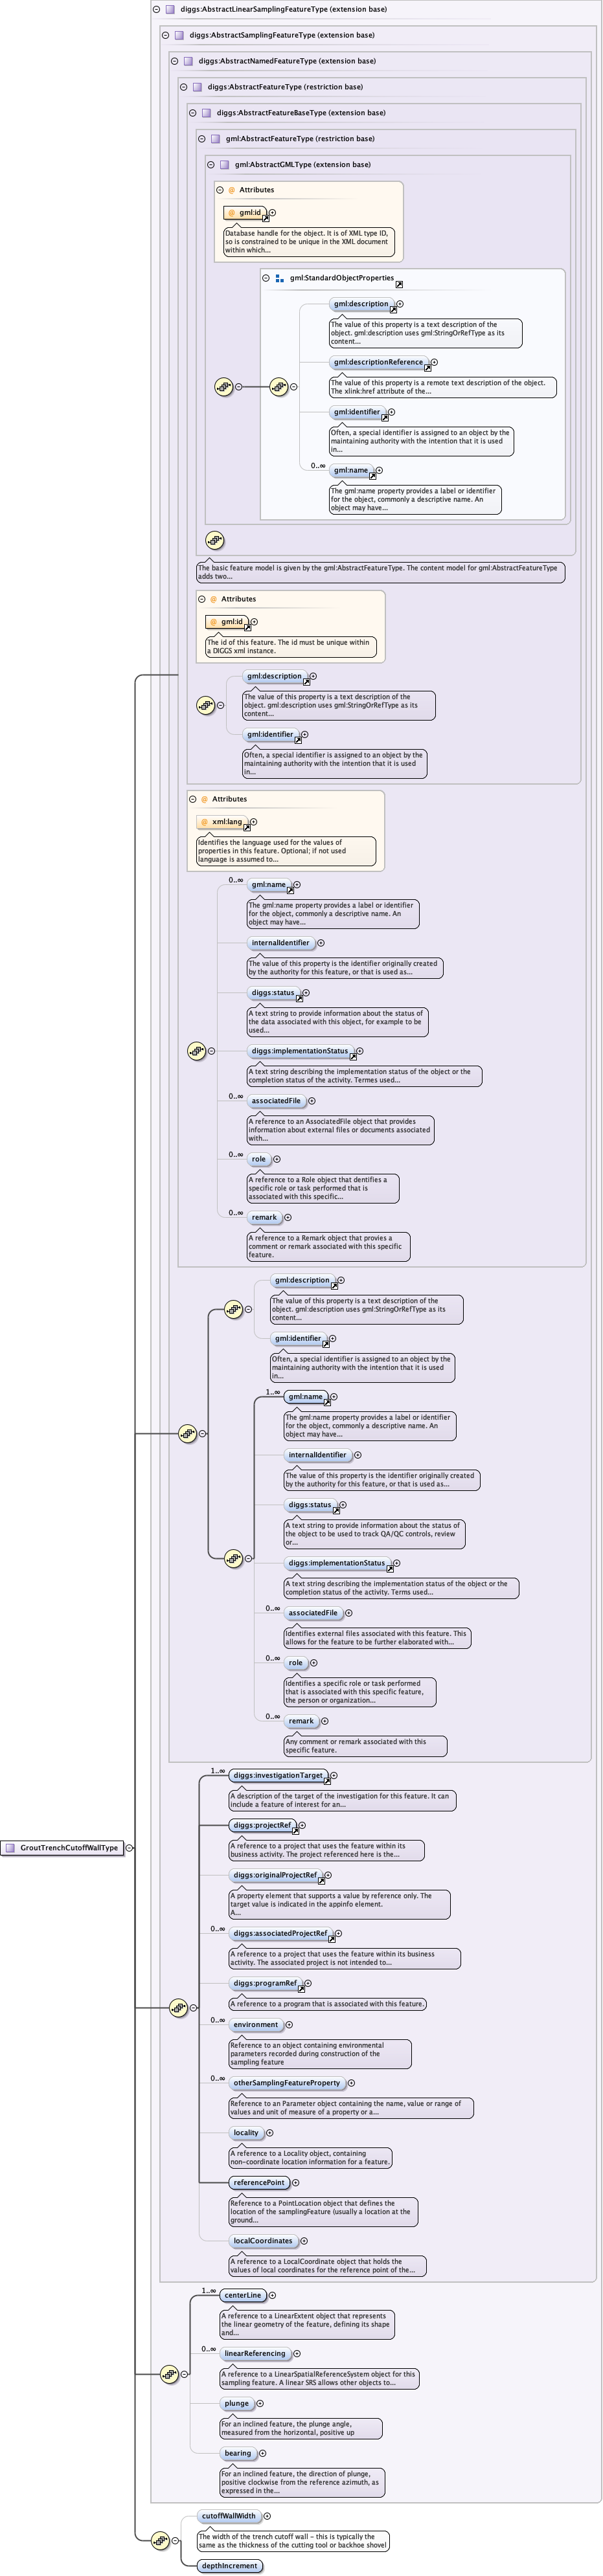 diggs:AbstractLinearSamplingFeatureType (extension base)
diggs:AbstractSamplingFeatureType (extension base)
diggs:AbstractNamedFeatureType (extension base)
diggs:AbstractFeatureType (restriction base)
diggs:AbstractFeatureBaseType (extension base)
gml:AbstractFeatureType (restriction base)
gml:AbstractGMLType (extension base)
@ Attributes
@ gml:id
Database handle for the object. It is of XML type ID,
so is constrained to be unique in the XML document
within which...
gml:StandardObjectProperties
gml:description
The value of this property is a text description of the
object. gml:description uses gml:StringOrRefType as its
content...
gml:descriptionReference
The value of this property is a remote text description of the object.
The xlink:href attribute of the...
gml:identifier
Often, a special identifier is assigned to an object by the
maintaining authority with the intention that it is used
in...
0..∞
gml:name
The gml:name property provides a label or identifier
for the object, commonly a descriptive name. An
object may have...
The basic feature model is given by the gml:AbstractFeatureType. The content model for gml:AbstractFeatureType
adds two...
@ Attributes
@ gml:id
The id of this feature. The id must be unique within
a DIGGS xml instance.
gml:description
The value of this property is a text description of the
object. gml:description uses gml:StringOrRefType as its
content...
gml:identifier
Often, a special identifier is assigned to an object by the
maintaining authority with the intention that it is used
in...
@ Attributes
@ xml:lang
Identifies the language used for the values of
properties in this feature. Optional; if not used
language is assumed to...
0..∞
gml:name
The gml:name property provides a label or identifier
for the object, commonly a descriptive name. An
object may have...
internalIdentifier
The value of this property is the identifier originally created
by the authority for this feature, or that is used as...
diggs:status
A text string to provide information about the status of
the data associated with this object, for example to be
used...
diggs:implementationStatus
A text string describing the implementation status of the object or the
completion status of the activity. Termes used...
0..∞
associatedFile
A reference to an AssociatedFile object that provides
information about external files or documents associated
with...
0..∞
role
A reference to a Role object that dentifies a
specific role or task performed that is
associated with this specific...
0..∞
remark
A reference to a Remark object that provies a
comment or remark associated with this specific
feature.
gml:description
The value of this property is a text description of the
object. gml:description uses gml:StringOrRefType as its
content...
gml:identifier
Often, a special identifier is assigned to an object by the
maintaining authority with the intention that it is used
in...
1..∞
gml:name
The gml:name property provides a label or identifier
for the object, commonly a descriptive name. An
object may have...
internalIdentifier
The value of this property is the identifier originally created
by the authority for this feature, or that is used as...
diggs:status
A text string to provide information about the status of
the object to be used to track QA/QC controls, review
or...
diggs:implementationStatus
A text string describing the implementation status of the object or the
completion status of the activity. Terms used...
0..∞
associatedFile
Identifies external files associated with this feature. This
allows for the feature to be further elaborated with...
0..∞
role
Identifies a specific role or task performed
that is associated with this specific feature,
the person or organization...
0..∞
remark
Any comment or remark associated with this
specific feature.
1..∞
diggs:investigationTarget
A description of the target of the investigation for this feature. It can
include a feature of interest for an...
diggs:projectRef
A reference to a project that uses the feature within its
business activity. The project referenced here is the...
GroutTrenchCutoffWallType
diggs:originalProjectRef
A property element that supports a value by reference only. The
target value is indicated in the appinfo element.
A...
0..∞
diggs:associatedProjectRef
A reference to a project that uses the feature within its business
activity. The associated project is not intended to...
diggs:programRef
A reference to a program that is associated with this feature.
0..∞
environment
Reference to an object containing environmental
parameters recorded during construction of the
sampling feature
0..∞
otherSamplingFeatureProperty
Reference to an Parameter object containing the name, value or range of
values and unit of measure of a property or a...
locality
A reference to a Locality object, containing
non-coordinate location information for a feature.
referencePoint
Reference to a PointLocation object that defines the
location of the samplingFeature (usually a location at the
ground...
localCoordinates
A reference to a LocalCoordinate object that holds the
values of local coordinates for the reference point of the...
1..∞
centerLine
A reference to a LinearExtent object that represents
the linear geometry of the feature, defining its shape
and...
0..∞
linearReferencing
A reference to a LinearSpatialReferenceSystem object for this
sampling feature. A linear SRS allows other objects to...
plunge
For an inclined feature, the plunge angle,
measured from the horizontal, positive up
bearing
For an inclined feature, the direction of plunge,
positive clockwise from the reference azimuth, as
expressed in the...
cutoffWallWidth
The width of the trench cutoff wall - this is typically the
same as the thickness of the cutting tool or backhoe shovel
depthIncrement